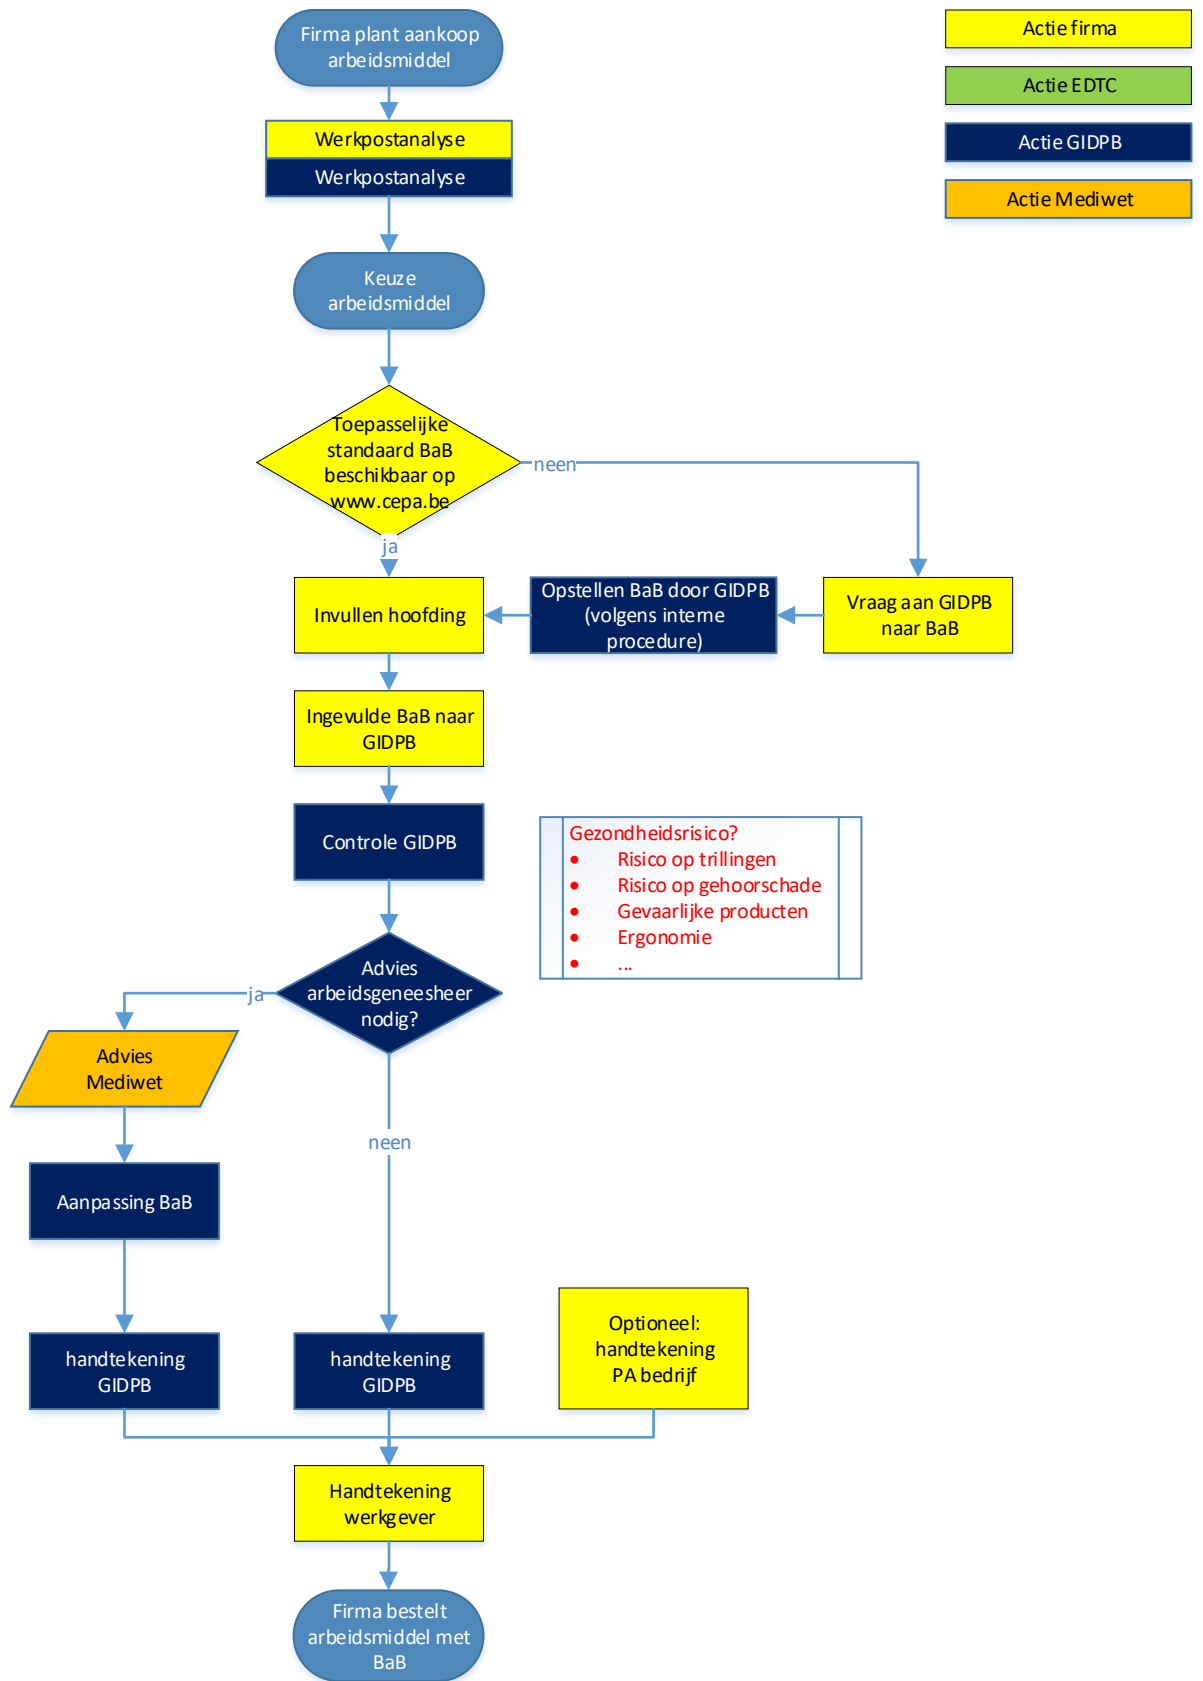 Firma plant aankoop
arbeidsmiddel
Actie firma
Actie EDTC
Actie GIDPB
Actie Mediwet
Werkpostanalyse
Werkpostanalyse
Keuze
arbeidsmiddel
Toepasselijke
standaard BaB
beschikbaar op
www.cepa.be
neen
ja
Invullen hoofding
Opstellen BaB door GIDPB
(volgens interne
procedure)
Vraag aan GIDPB
naar BaB
Ingevulde BaB naar
GIDPB
Controle GIDPB
Gezondheidsrisico?
• Risico op trillingen
• Risico op gehoorschade
• Gevaarlijke producten
• Ergonomie
• ...
Advies
arbeidsgeneesheer
nodig?
ja
Advies
Mediwet
neen
Aanpassing BaB
handtekening
GIDPB
handtekening
GIDPB
Optioneel:
handtekening
PA bedrijf
Handtekening
werkgever
Firma bestelt
arbeidsmiddel met
BaB